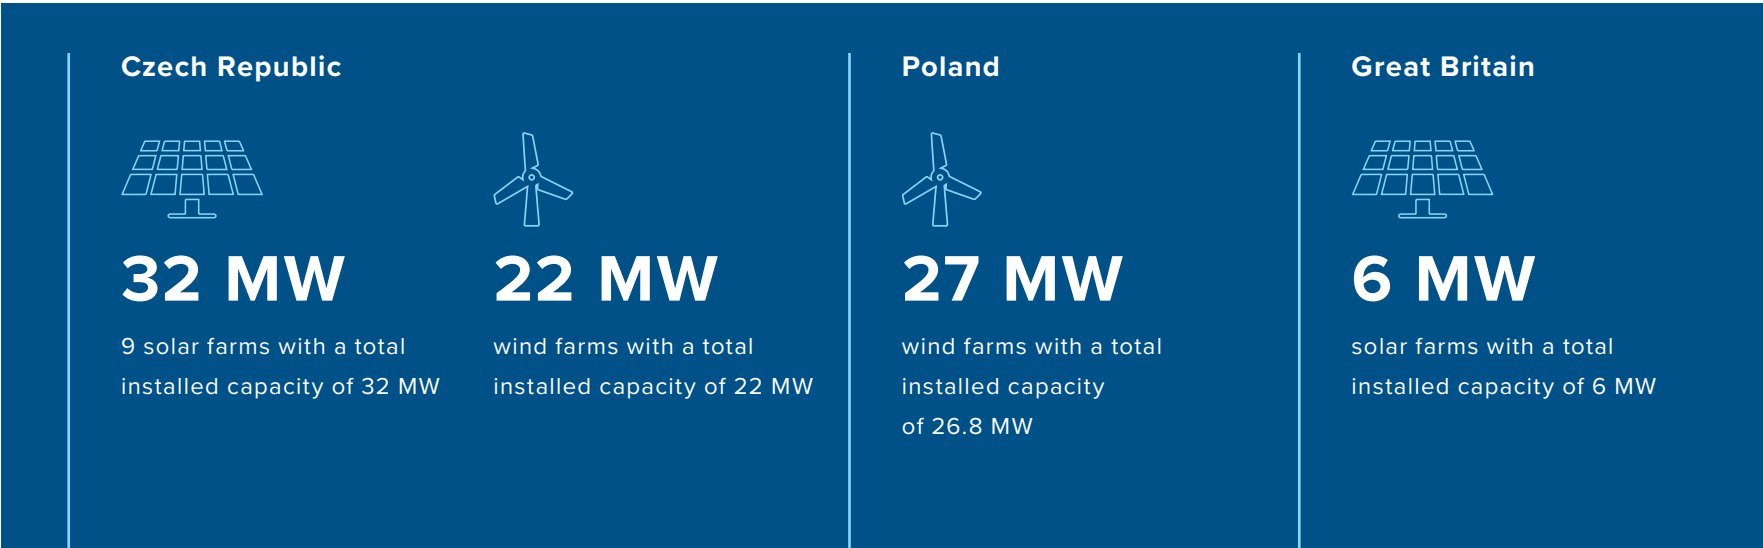 Czech Republic
32 MW
9 solar farms with a total
installed capacity of 32 MW
22 MW
wind farms with a total
installed capacity of 22 MW
Poland
27 MW
wind farms with a total
installed capacity
of 26.8 MW
Great Britain
6 MW
solar farms with a total
installed capacity of 6 MW